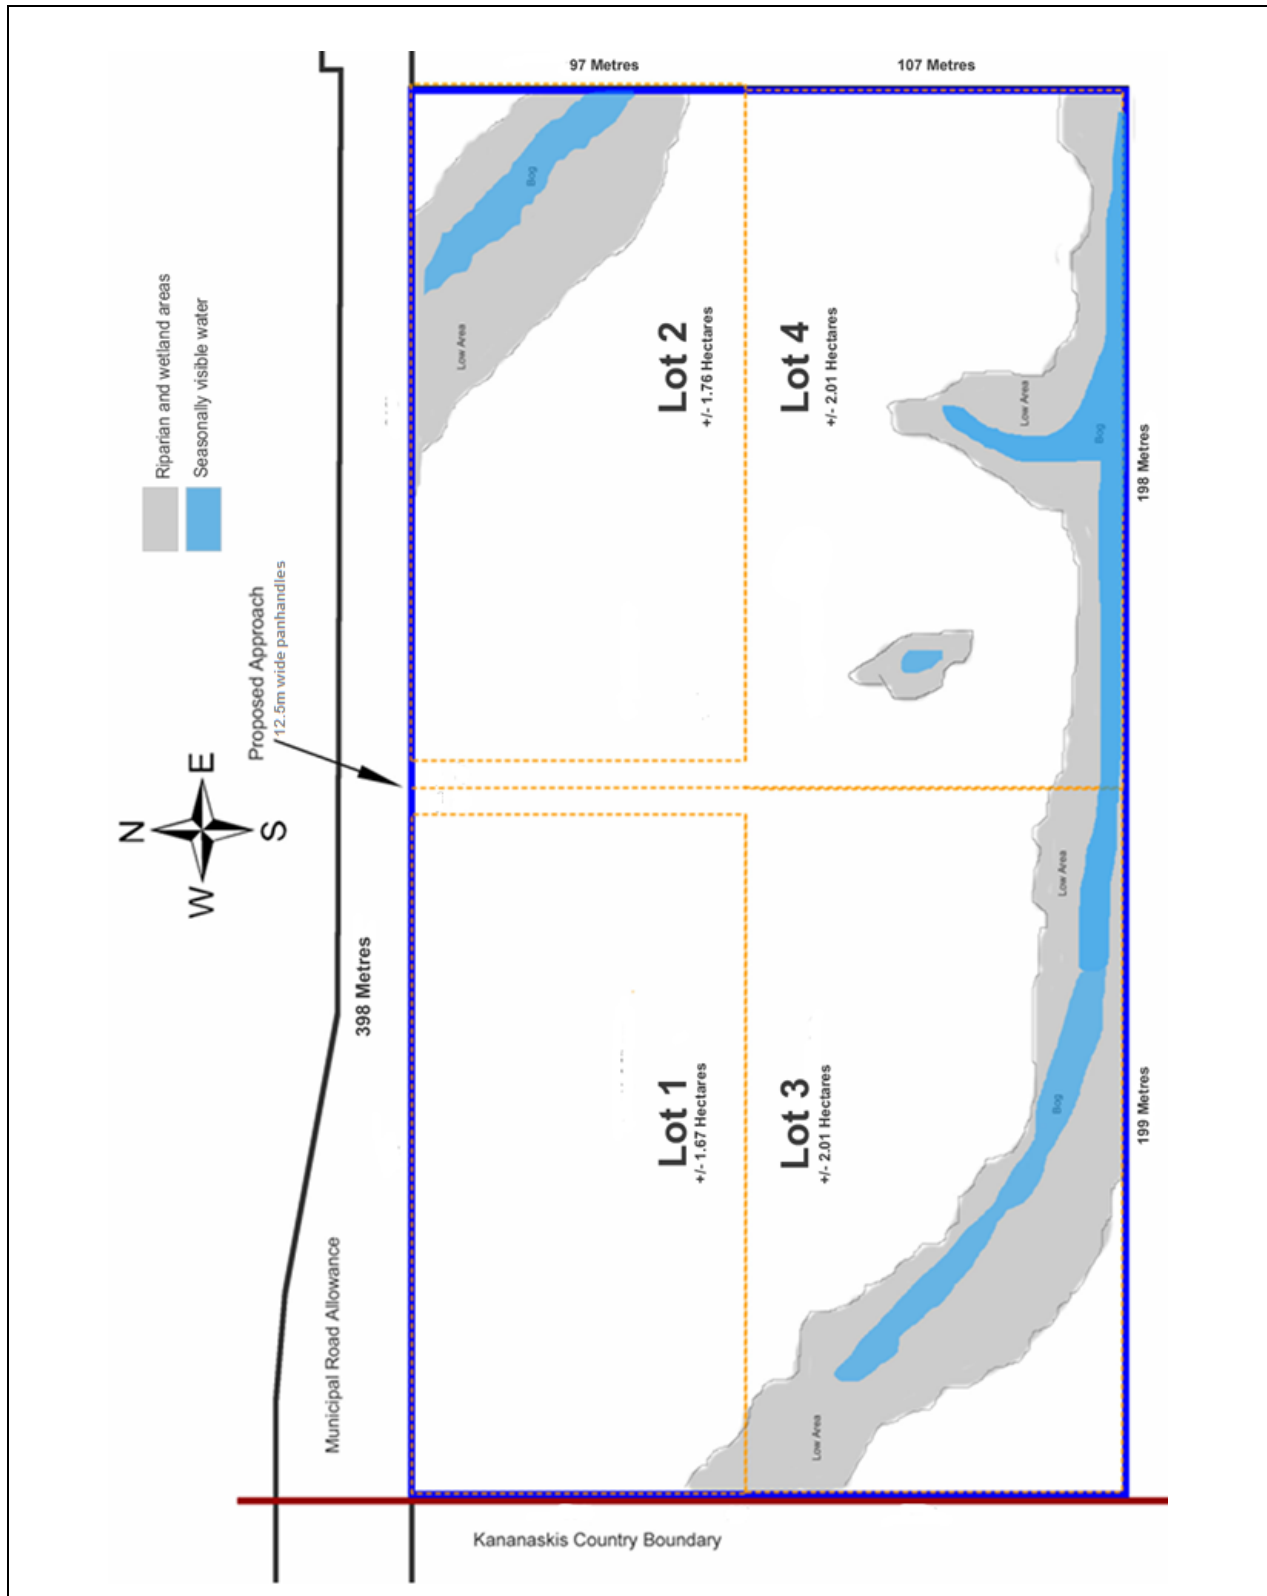 97 Metres
107 Metres
Bog
Low Area
Riparian and wetland areas
Seasonally visible water
Lot 2
+/- 1.76 Hectares
Lot 4
+/- 2.01 Hectares
Low Area
Bog
198 Metres
Proposed Approach
12.5m wide panhandles
N
E
S
W
398 Metres
Low Area
Lot 1
+/- 1.67 Hectares
Lot 3
+/- 2.01 Hectares
Bog
199 Metres
Municipal Road Allowance
Low Area
Kananaskis Country Boundary